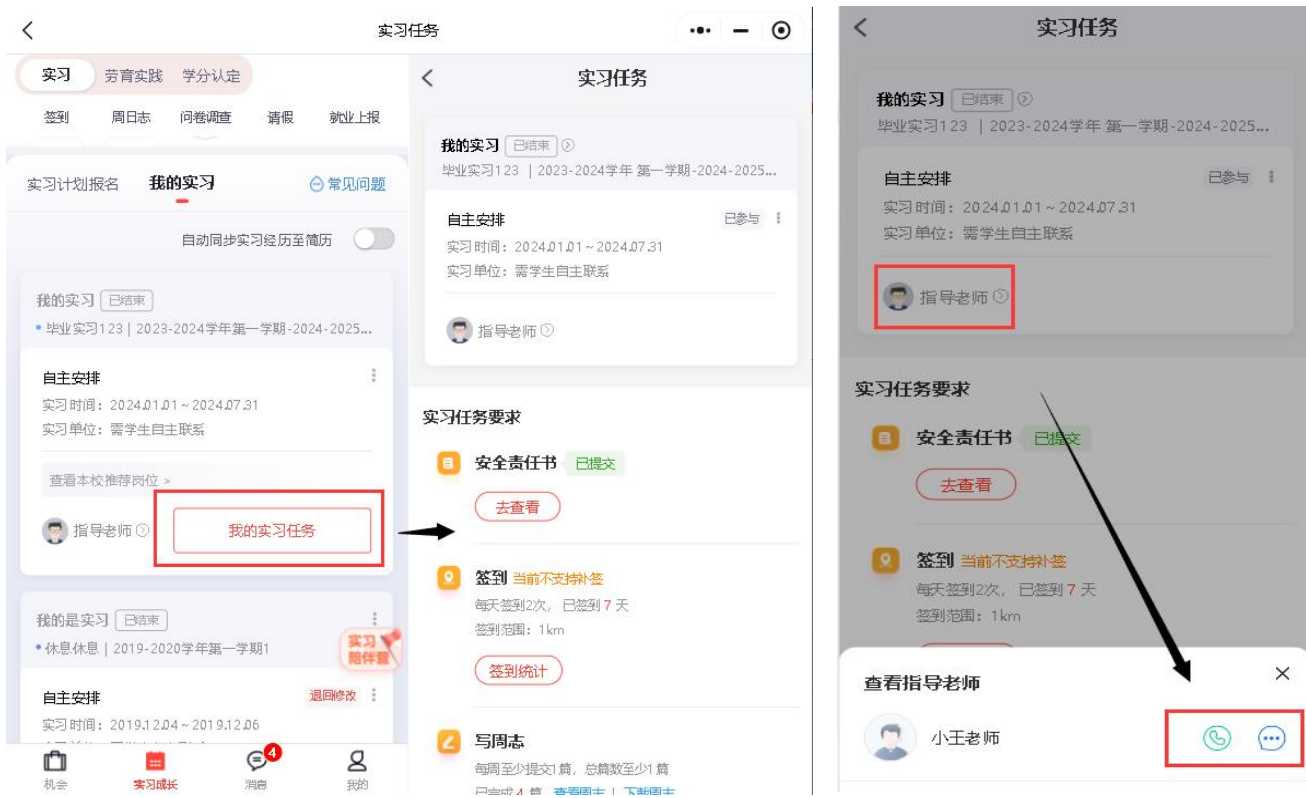 实习任务
实习 劳育实践 学分认定
签到 周日志 问卷调查 请假 就业上报
实习计划报名 我的实习 常见问题
自动同步实习经历至简历
我的实习 已结束
毕业实习123 | 2023-2024学年第一学期-2024-2025...
自主安排
实习时间：2024.01.01~2024.07.31
实习单位：需学生自主联系
查看本校推荐岗位 >
指导老师 我的实习任务
我的是实习 已结束
休息休息 | 2019-2020学年第一学期1
实习
陪伴营
自主安排 退回修改
实习时间：2019.12.04~2019.12.06
机会 实习成长 消息 4 我的
实习任务
我的实习 已结束
毕业实习123 | 2023-2024学年 第一学期-2024-2025...
自主安排 已参与
实习时间：2024.01.01~2024.07.31
实习单位：需学生自主联系
指导老师
实习任务要求
安全责任书 已提交
去查看
签到 当前不支持补签
每天签到2次，已签到 7 天
签到范围：1km
签到统计
写周志
每周至少提交1篇，总篇数至少1篇
已完成 4 篇 查看周志 | 下载周志
实习任务
我的实习 已结束
毕业实习123 | 2023-2024学年 第一学期-2024-2025...
自主安排 已参与
实习时间：2024.01.01~2024.07.31
实习单位：需学生自主联系
指导老师
实习任务要求
安全责任书 已提交
去查看
签到 当前不支持补签
每天签到2次，已签到 7 天
签到范围：1km
查看指导老师
小王老师